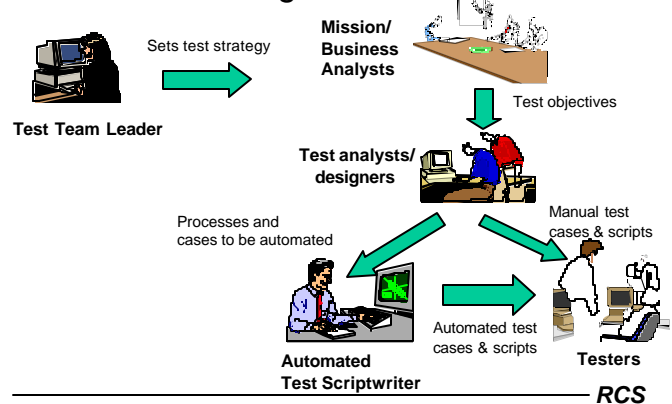 Mission/
Business
Analysts
Sets test strategy
Test Team Leader
Test objectives
Test analysts/
designers
Processes and
cases to be automated
Manual test
cases & scripts
Automated test
cases & scripts
Automated
Test Scriptwriter
Testers
RCS